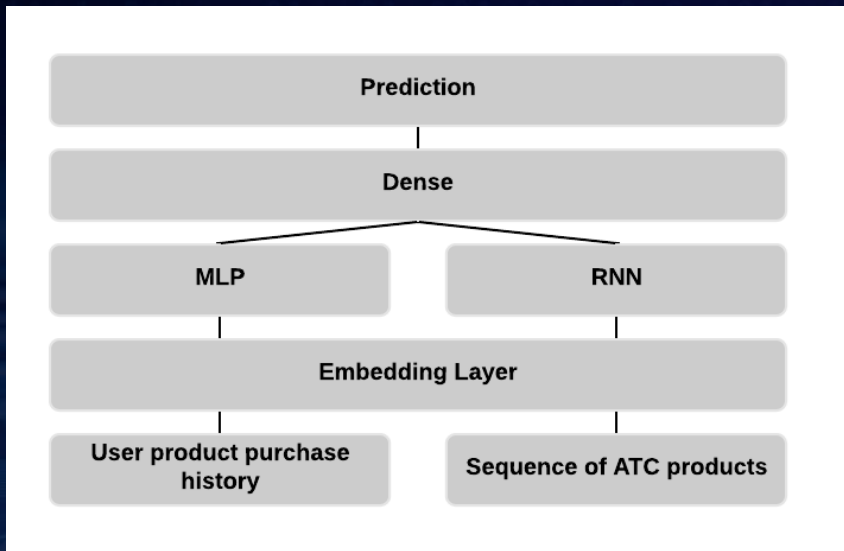 Prediction
Dense
MLP
RNN
Embedding Layer
User product purchase
history
Sequence of ATC products